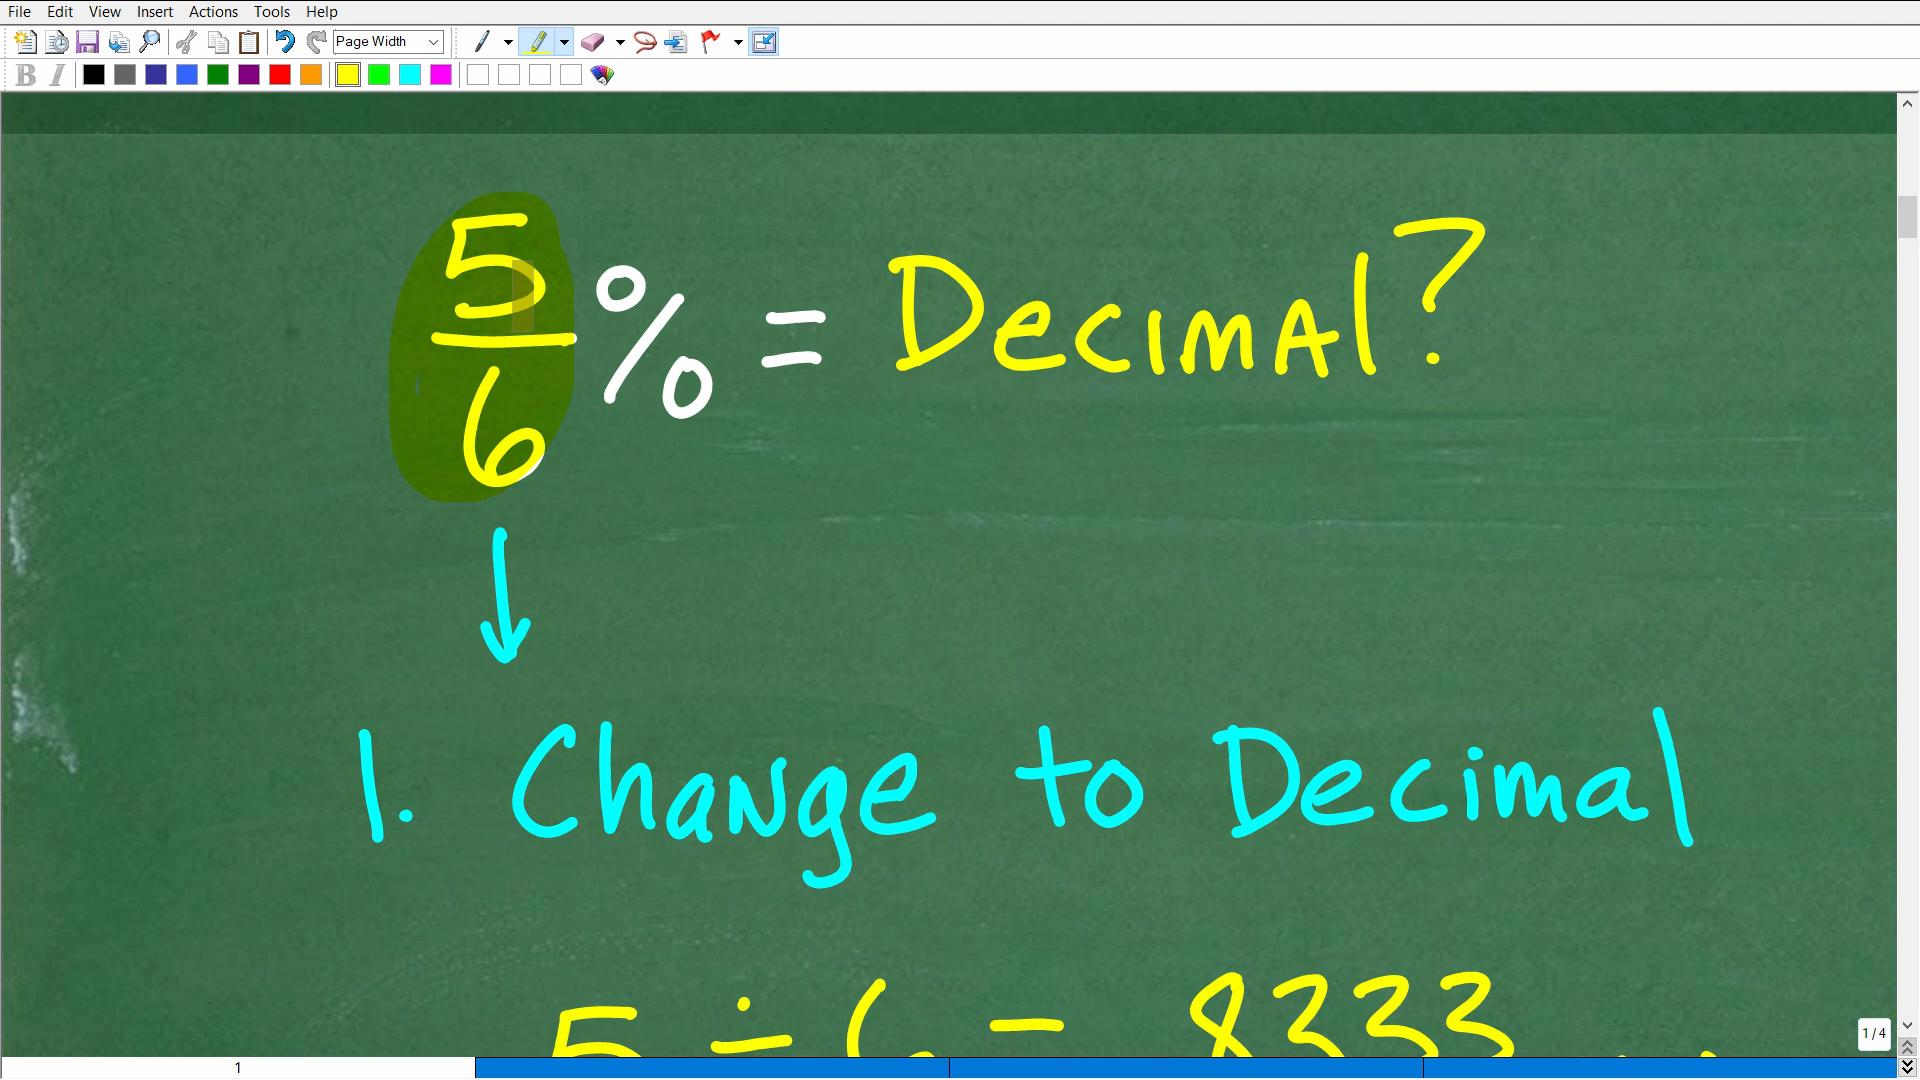 File Edit View Insert Actions Tools Help
Page Width
B I
5/6 % = Decimal?
1. Change to Decimal
5 ÷ 6 = .8333...
1/4
1